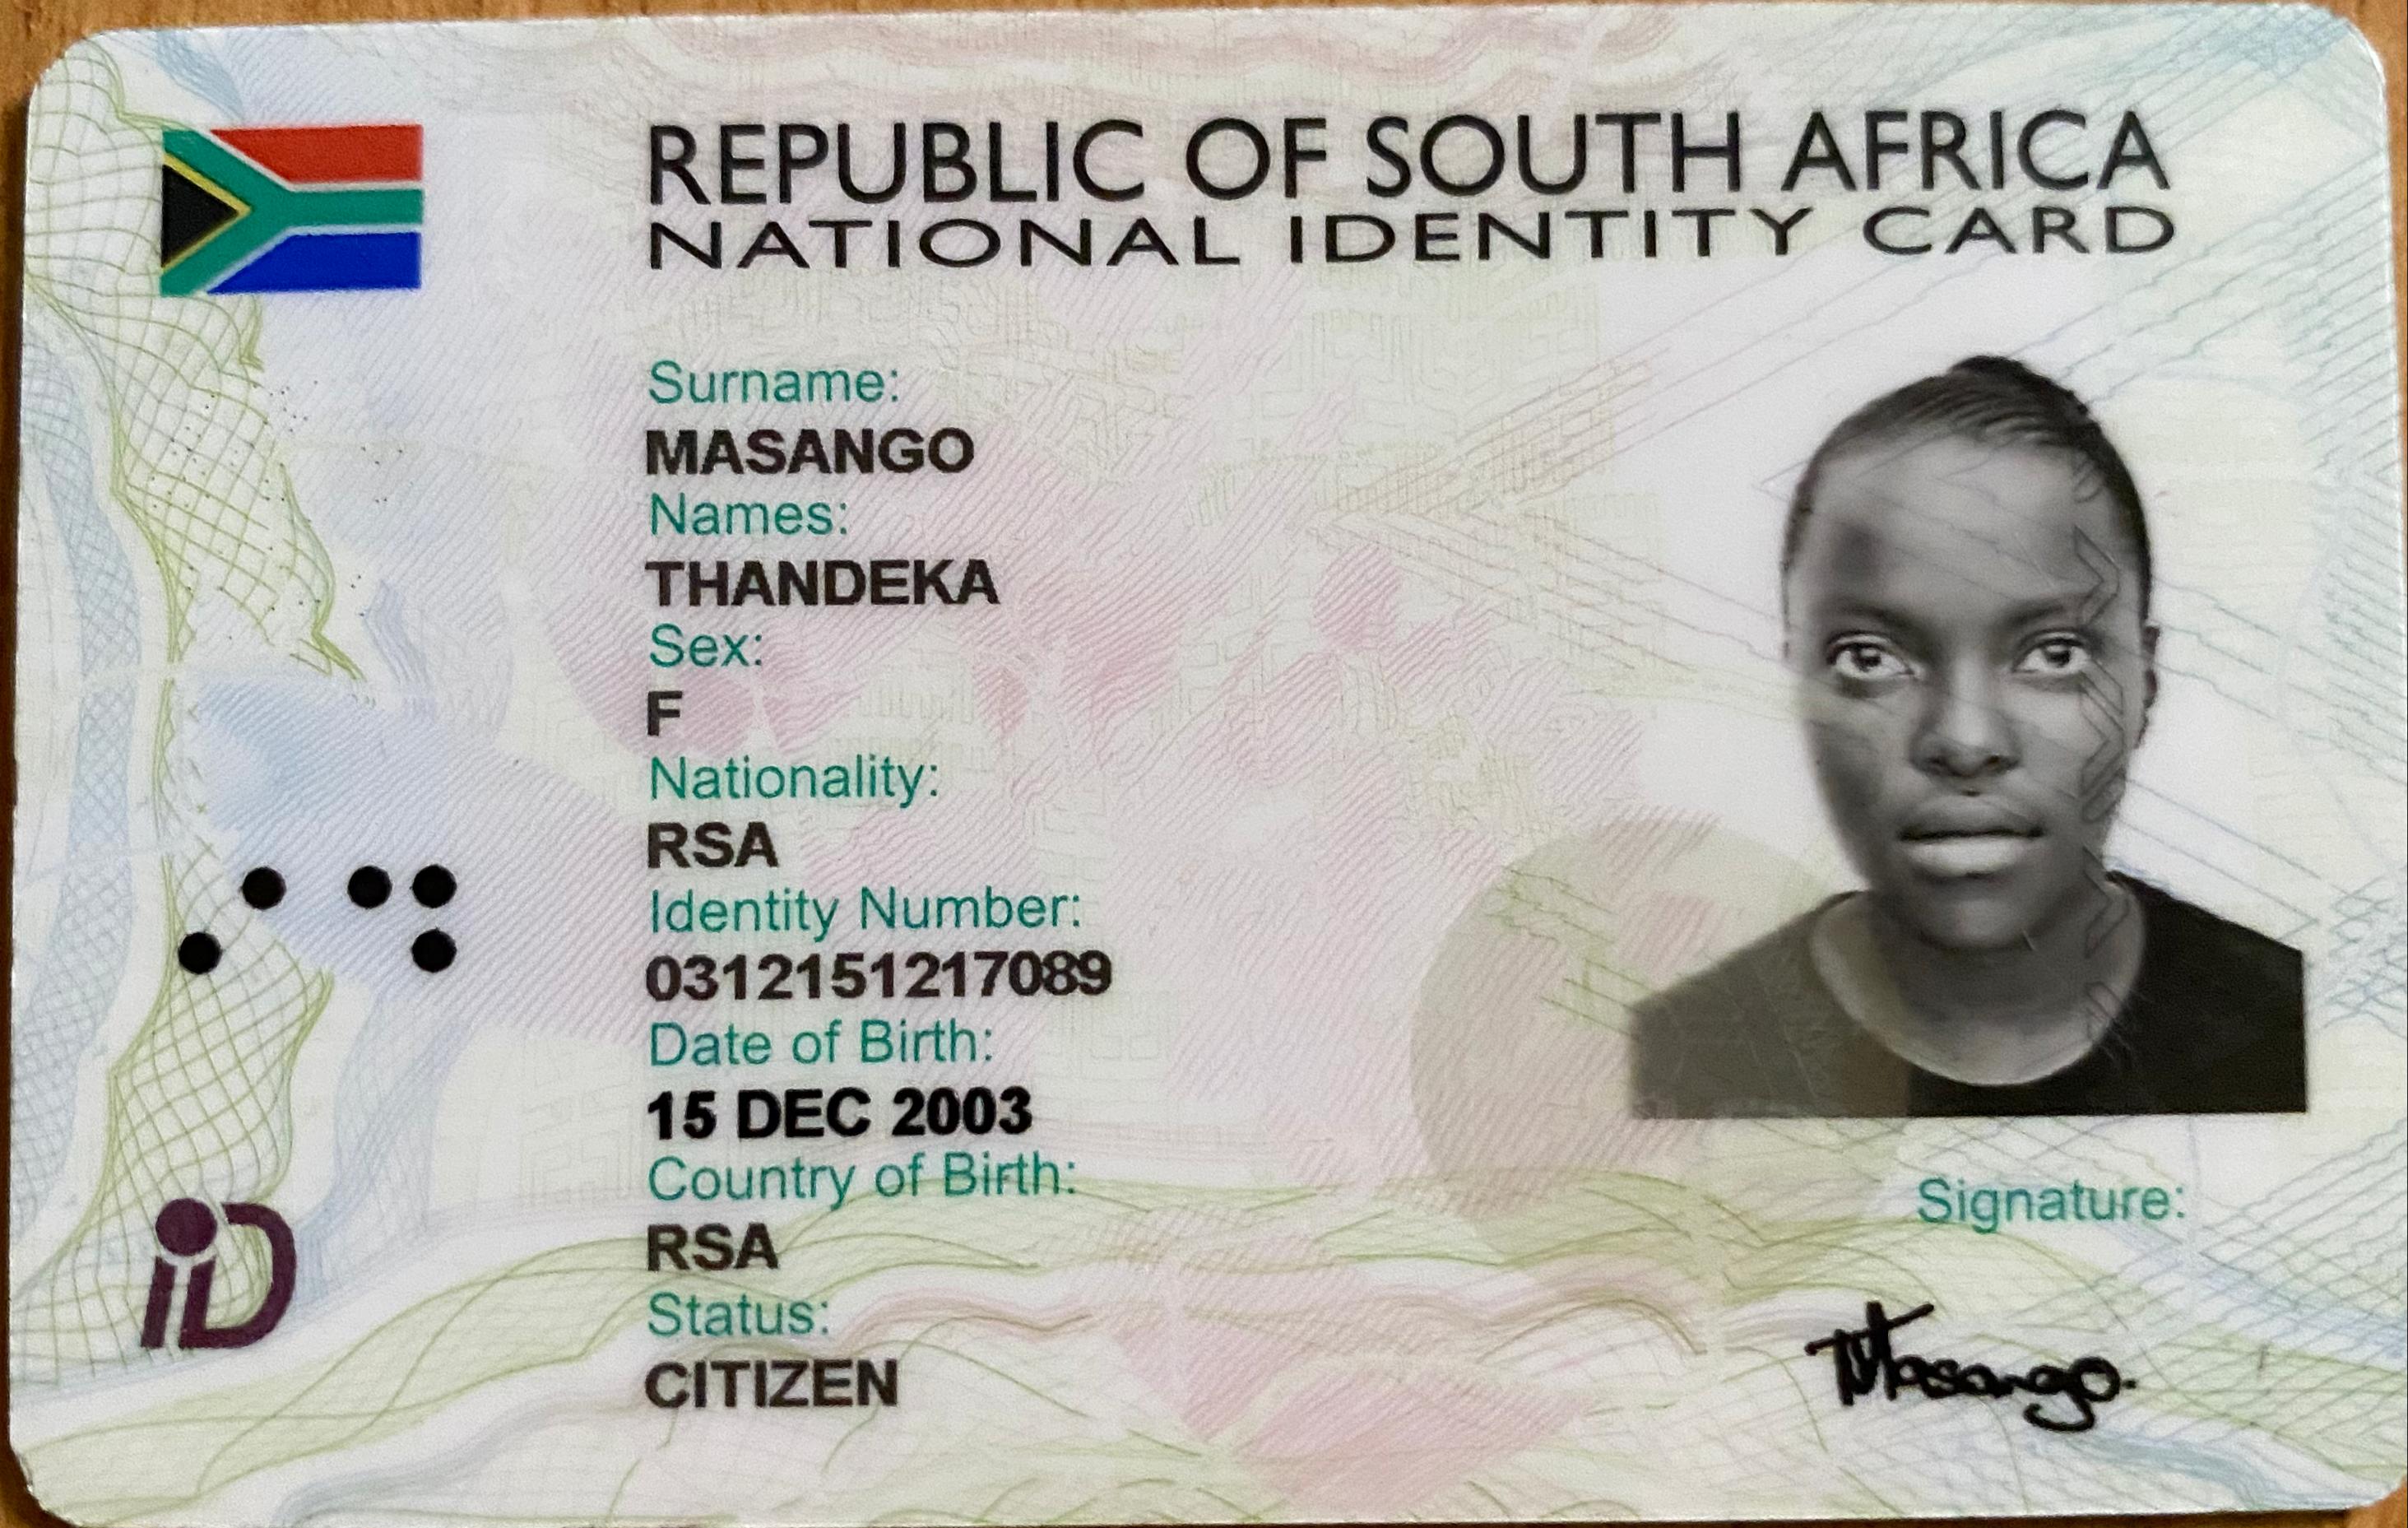 REPUBLIC OF SOUTH AFRICA
NATIONAL IDENTITY CARD
Surname:
MASANGO
Names:
THANDEKA
Sex:
F
Nationality:
RSA
Identity Number:
0312151217089
Date of Birth:
15 DEC 2003
Country of Birth:
RSA
Status:
CITIZEN
iD
Signature:
TMasango.